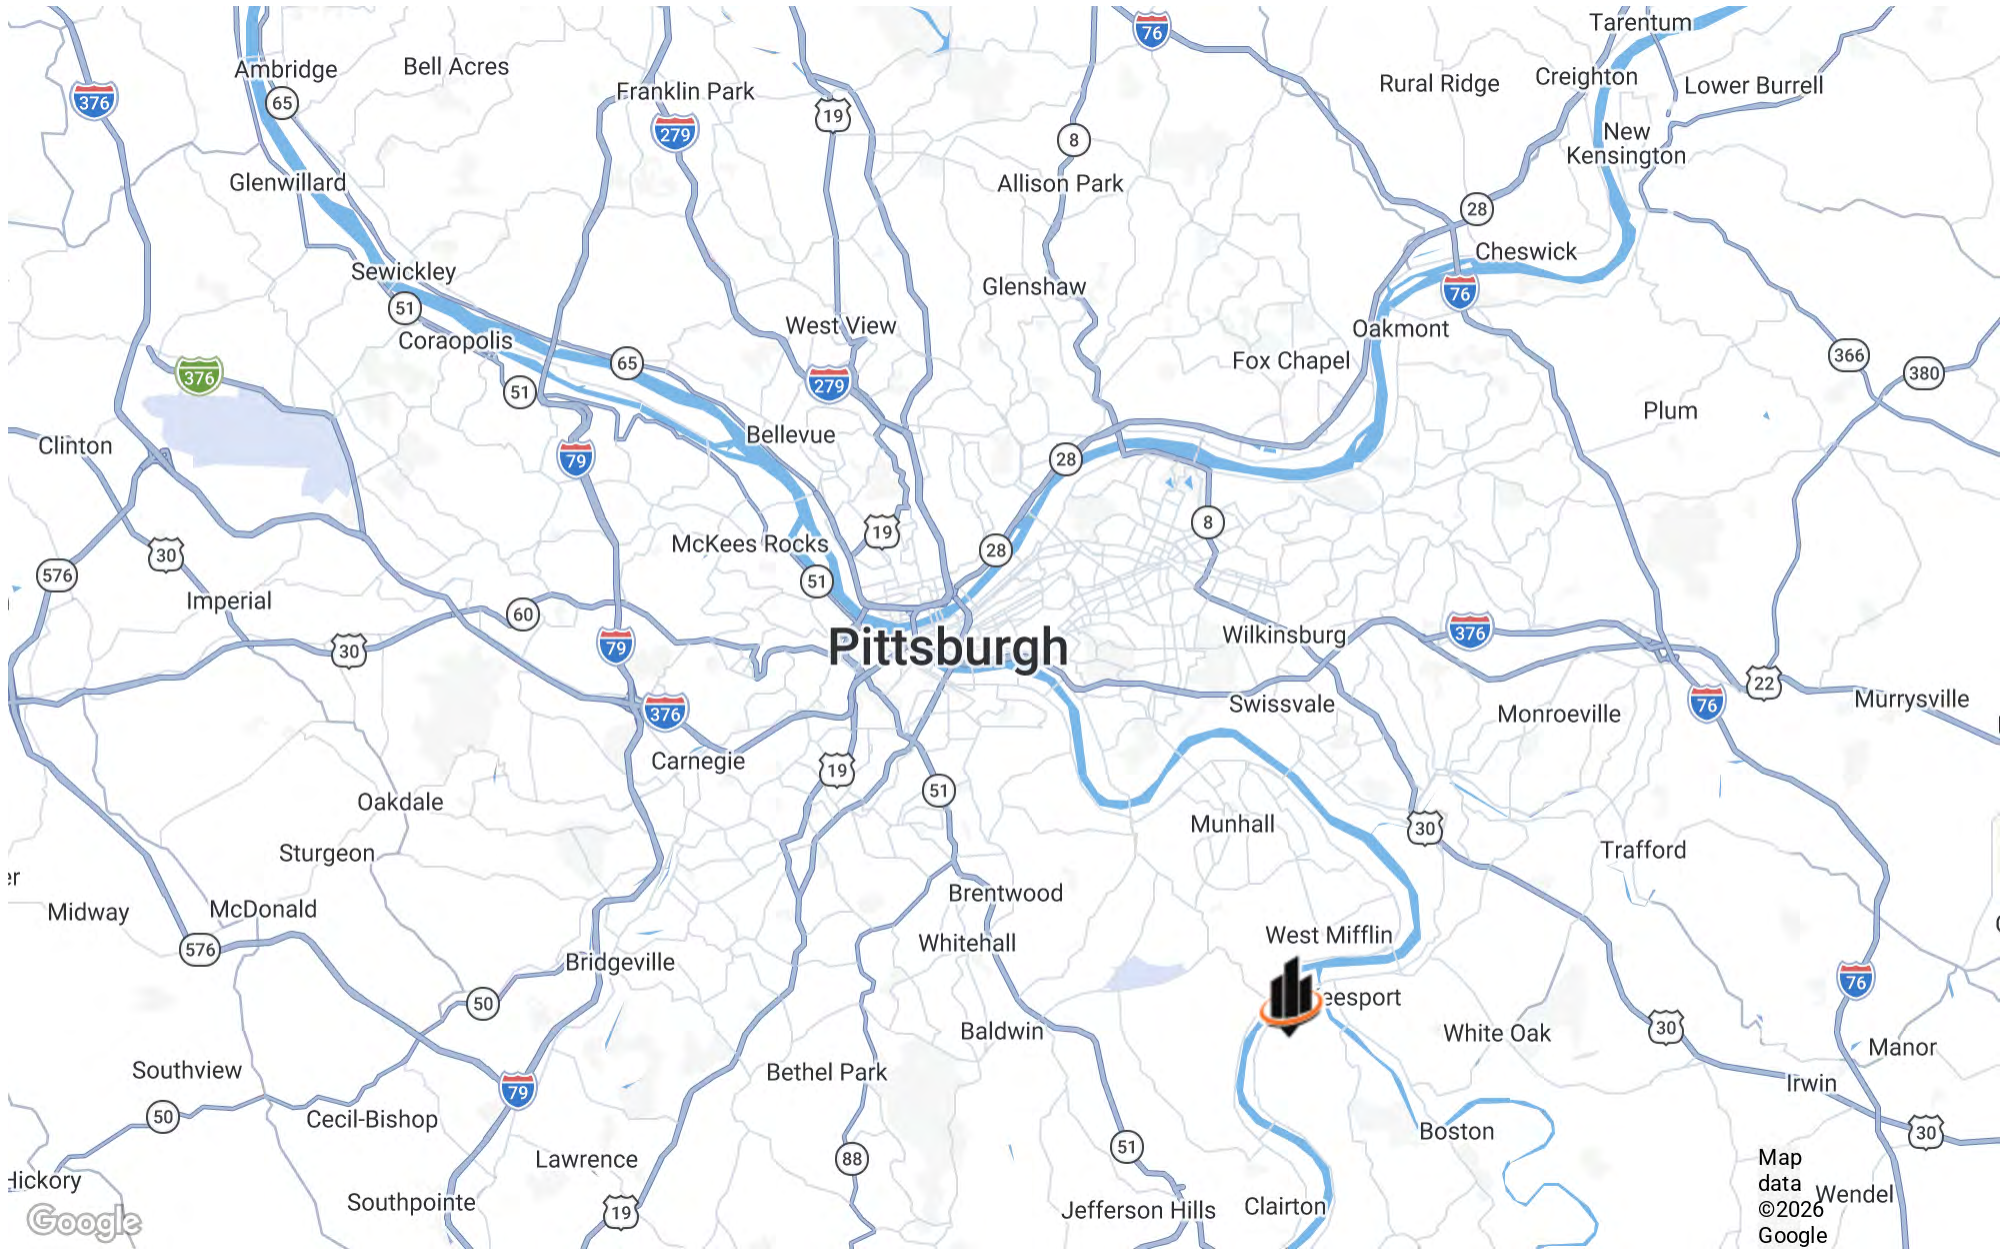 Tarentum
76
Ambridge
Bell Acres
Creighton
Rural Ridge
Lower Burrell
Franklin Park
376
65
19
279
New
Kensington
8
Allison Park
Glenwillard
28
Cheswick
Sewickley
Glenshaw
76
51
West View
Oakmont
Coraopolis
366
65
Fox Chapel
380
376
279
51
Plum
Bellevue
Clinton
79
28
8
19
McKees Rocks
28
30
576
51
Imperial
60
376
Wilkinsburg
79
30
Pittsburgh
22
Murrysville
376
Swissvale
76
Monroeville
Carnegie
19
51
Oakdale
Munhall
30
Sturgeon
Trafford
er
Brentwood
McDonald
Midway
West Mifflin
Whitehall
576
Bridgeville
76
eesport
50
Baldwin
White Oak
30
Manor
Southview
Bethel Park
Irwin
79
50
Cecil-Bishop
Boston
30
51
Lawrence
88
Map
data
©2026
Google
Hickory
Wendel
Southpointe
19
Jefferson Hills
Clairton
Google